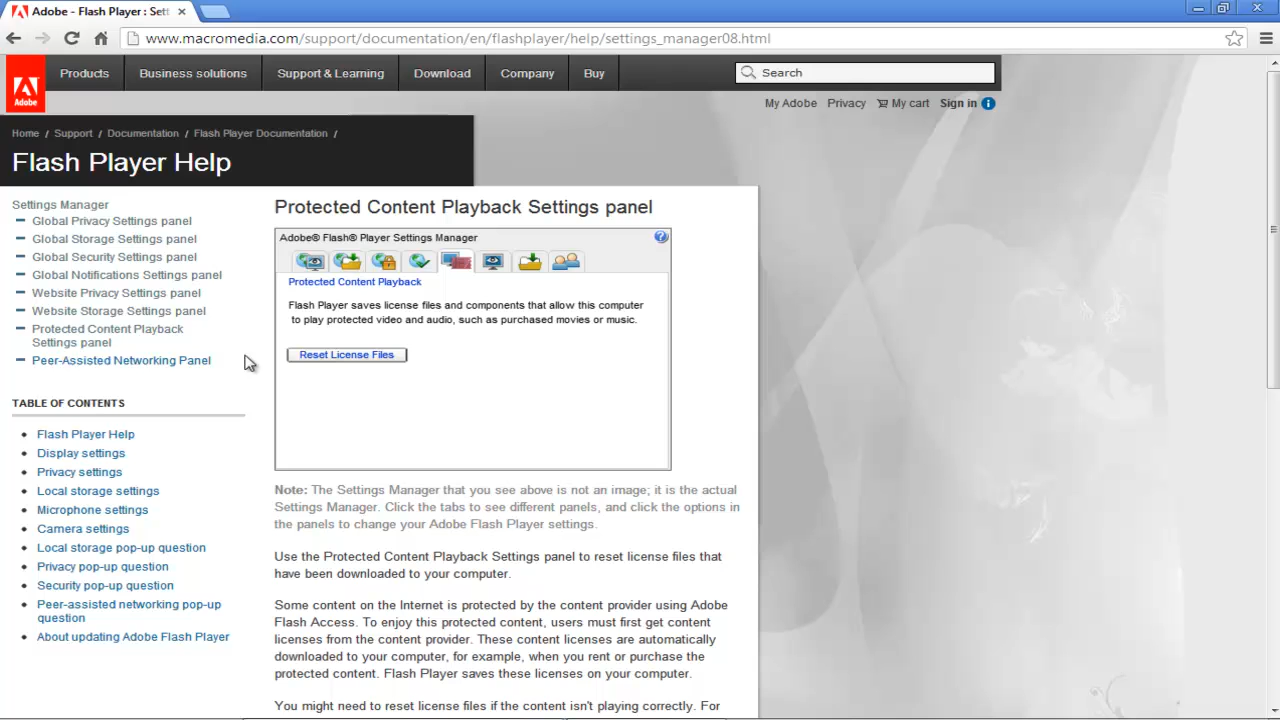 Adobe - Flash Player : Sett
www.macromedia.com/support/documentation/en/flashplayer/help/settings_manager08.html
Adobe
Products
Business solutions
Support & Learning
Download
Company
Buy
Search
My Adobe
Privacy
My cart
Sign in
Home / Support / Documentation / Flash Player Documentation /
Flash Player Help
Settings Manager
Global Privacy Settings panel
Global Storage Settings panel
Global Security Settings panel
Global Notifications Settings panel
Website Privacy Settings panel
Website Storage Settings panel
Protected Content Playback
Settings panel
Peer-Assisted Networking Panel
TABLE OF CONTENTS
Flash Player Help
Display settings
Privacy settings
Local storage settings
Microphone settings
Camera settings
Local storage pop-up question
Privacy pop-up question
Security pop-up question
Peer-assisted networking pop-up
question
About updating Adobe Flash Player
Protected Content Playback Settings panel
Adobe® Flash® Player Settings Manager
Protected Content Playback
Flash Player saves license files and components that allow this computer
to play protected video and audio, such as purchased movies or music.
Reset License Files
Note: The Settings Manager that you see above is not an image; it is the actual
Settings Manager. Click the tabs to see different panels, and click the options in
the panels to change your Adobe Flash Player settings.
Use the Protected Content Playback Settings panel to reset license files that
have been downloaded to your computer.
Some content on the Internet is protected by the content provider using Adobe
Flash Access. To enjoy this protected content, users must first get content
licenses from the content provider. These content licenses are automatically
downloaded to your computer, for example, when you rent or purchase the
protected content. Flash Player saves these licenses on your computer.
You might need to reset license files if the content isn't playing correctly. For